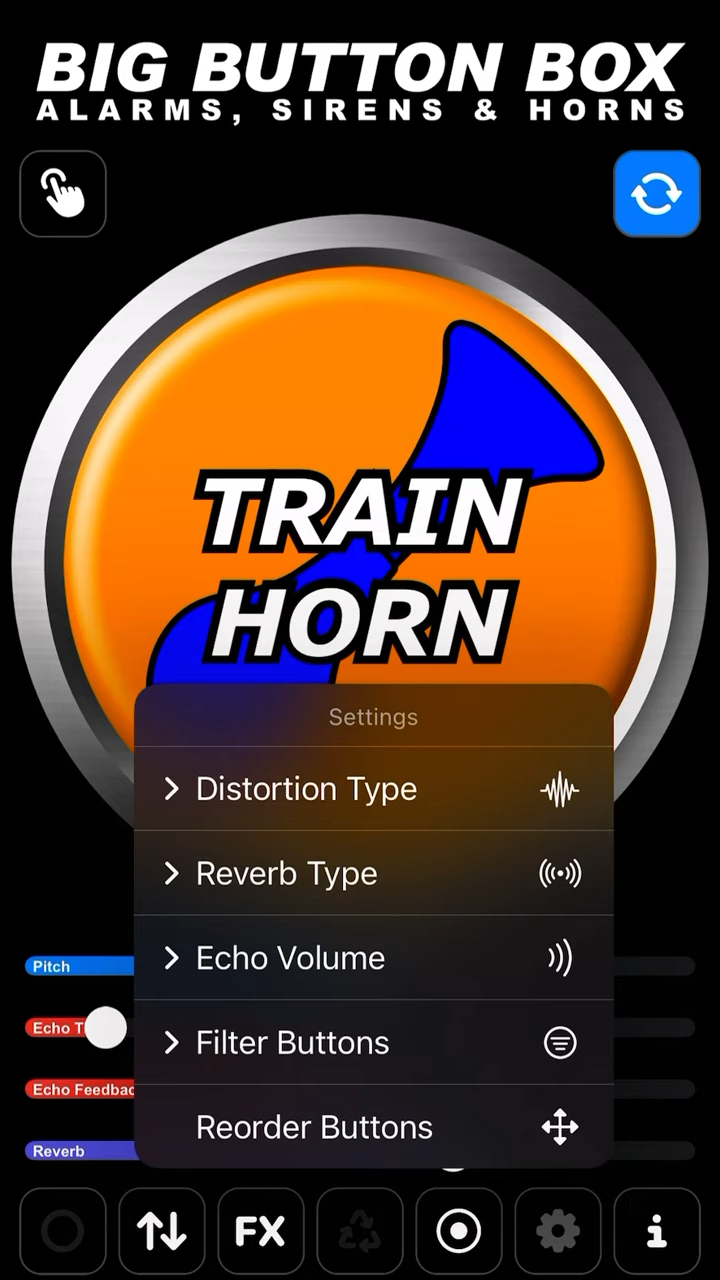 BIG BUTTON BOX
ALARMS, SIRENS & HORNS
TRAIN
HORN
Settings
Distortion Type
Reverb Type
Echo Volume
Filter Buttons
Reorder Buttons
Pitch
Echo T
Echo Feedbac
Reverb
FX